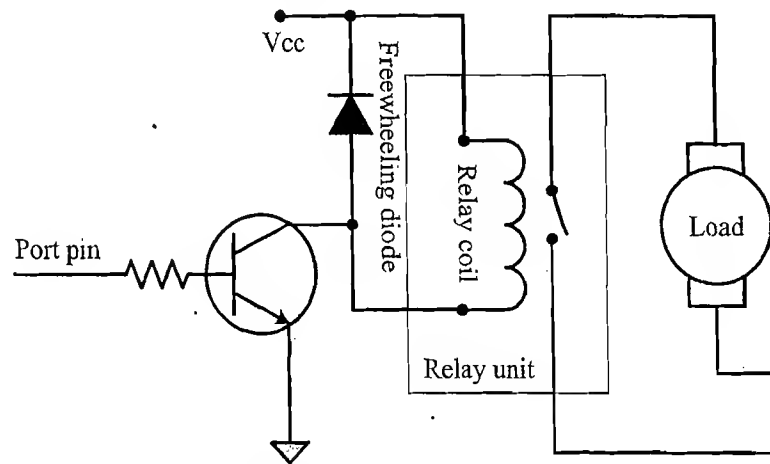 Vcc
Freewheeling diode
Relay coil
Load
Port pin
Relay unit